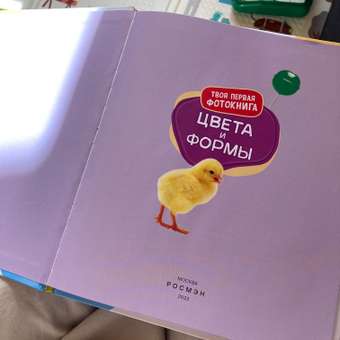 ТВОЯ ПЕРВАЯ
ФОТОКНИГА
ЦВЕТА
И
ФОРМЫ
МОСКВА
РОСМЭН
2023